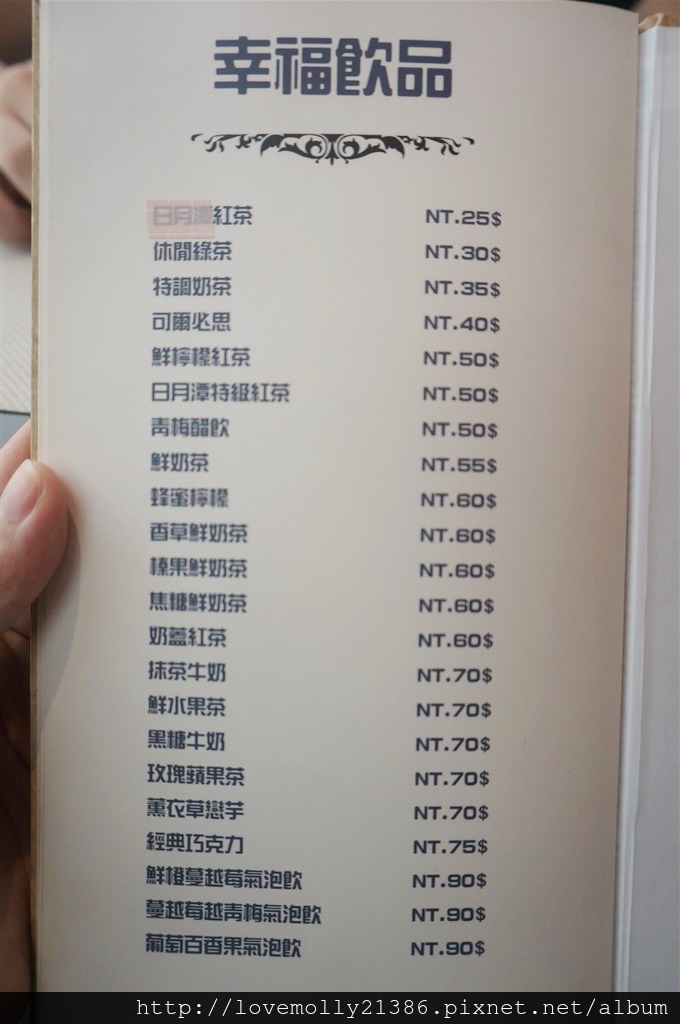 幸福飲品
日月潭紅茶 NT.25$
休閒綠茶 NT.30$
特調奶茶 NT.35$
可爾必思 NT.40$
鮮檸檬紅茶 NT.50$
日月潭特級紅茶 NT.50$
青梅醋飲 NT.50$
鮮奶茶 NT.55$
蜂蜜檸檬 NT.60$
香草鮮奶茶 NT.60$
榛果鮮奶茶 NT.60$
焦糖鮮奶茶 NT.60$
奶蓋紅茶 NT.60$
抹茶牛奶 NT.70$
鮮水果茶 NT.70$
黑糖牛奶 NT.70$
玫瑰蘋果茶 NT.70$
薰衣草戀芋 NT.70$
經典巧克力 NT.75$
鮮橙蔓越莓氣泡飲 NT.90$
蔓越莓越青梅氣泡飲 NT.90$
葡萄百香果氣泡飲 NT.90$
http://lovemolly21386.pixnet.net/album